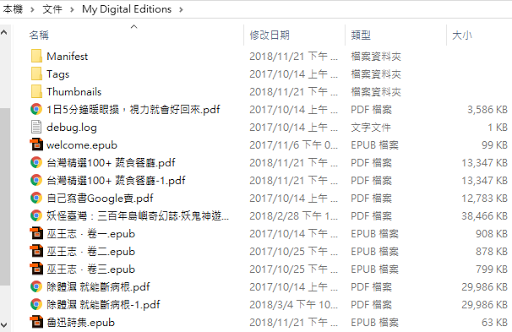 本機 › 文件 › My Digital Editions ›
名稱 修改日期 類型 大小
Manifest 2018/11/21 下午 ... 檔案資料夾
Tags 2017/10/14 上午 ... 檔案資料夾
Thumbnails 2018/11/21 下午 ... 檔案資料夾
1日5分鐘暖眼操，視力就會好回來.pdf 2017/10/14 上午 ... PDF 檔案 3,586 KB
debug.log 2017/10/14 上午 ... 文字文件 1 KB
welcome.epub 2017/11/6 下午 0... EPUB 檔案 99 KB
台灣精選100+ 蔬食餐廳.pdf 2018/11/21 下午 ... PDF 檔案 13,347 KB
台灣精選100+ 蔬食餐廳-1.pdf 2018/11/21 下午 ... PDF 檔案 13,347 KB
自己寫書Google賣.pdf 2017/10/14 上午 ... PDF 檔案 12,783 KB
妖怪臺灣：三百年島嶼奇幻誌‧妖鬼神遊... 2018/2/28 下午 1... PDF 檔案 38,466 KB
巫王志‧卷一.epub 2017/10/14 上午 ... EPUB 檔案 908 KB
巫王志‧卷二.epub 2017/10/25 下午 ... EPUB 檔案 878 KB
巫王志‧卷三.epub 2017/10/25 下午 ... EPUB 檔案 799 KB
除體濕 就能斷病根.pdf 2017/10/14 上午 ... PDF 檔案 29,986 KB
除體濕 就能斷病根-1.pdf 2018/3/4 下午 10... PDF 檔案 29,986 KB
魯迅詩集.epub 2018/11/21 下午 ... EPUB 檔案 63 KB